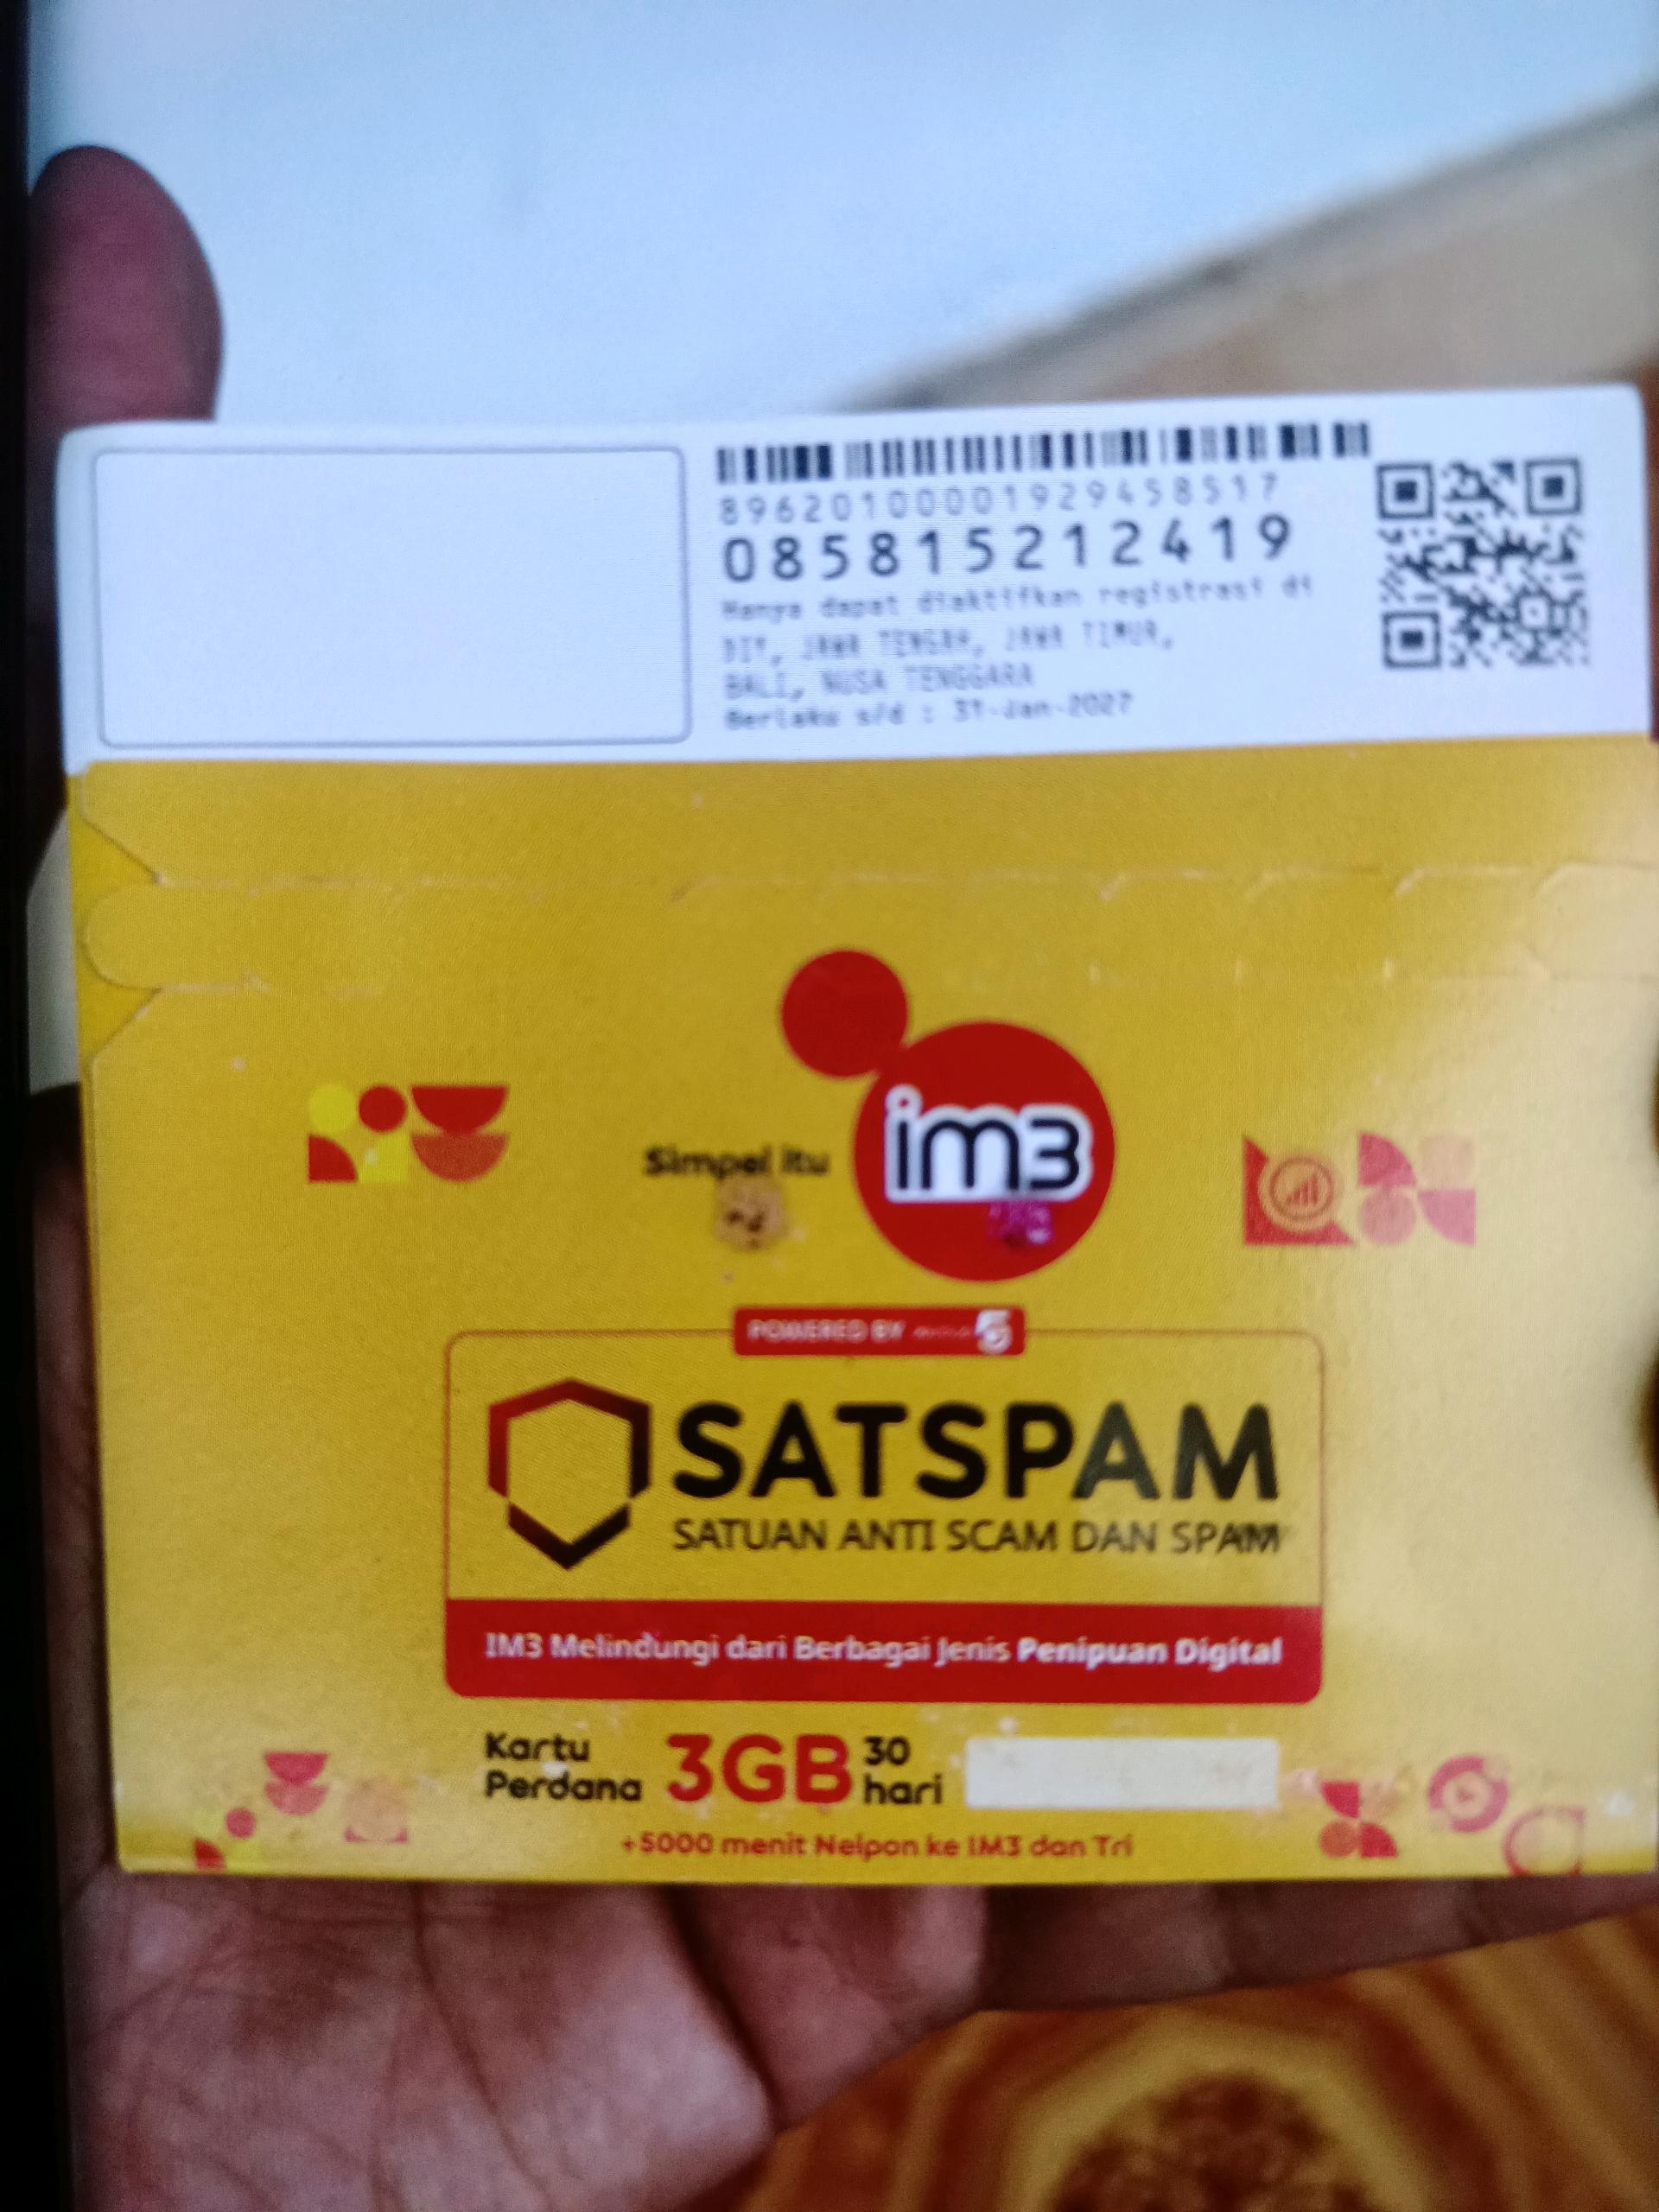 89620100001929458517
085815212419
Hanya dapat diaktifkan registrasi di
DIY, JAWA TENGAH, JAWA TIMUR,
BALI, NUSA TENGGARA
Berlaku s/d : 31-Jan-2027
Simpel itu
im3
POWERED BY
SATSPAM
SATUAN ANTI SCAM DAN SPAM
IM3 Melindungi dari Berbagai Jenis Penipuan Digital
Kartu Perdana 3GB 30 hari
+5000 menit Nelpon ke IM3 dan Tri